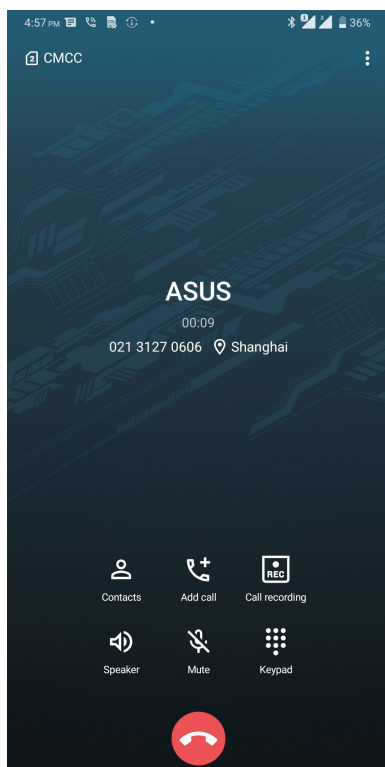 4:57 PM 36%
2 CMCC
ASUS
00:09
021 3127 0606 Shanghai
REC
Contacts Add call Call recording
Speaker Mute Keypad